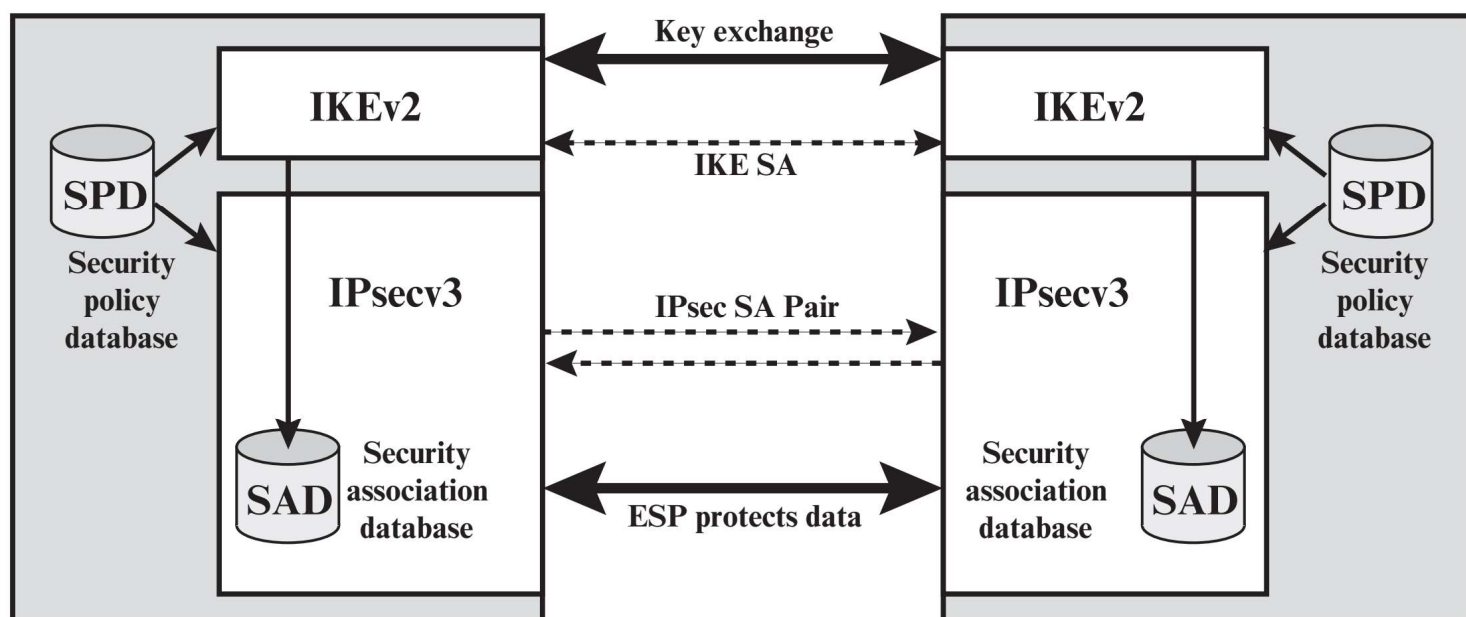 Key exchange
IKEv2
IKEv2
IKE SA
SPD
SPD
Security
policy
database
Security
policy
database
IPsecv3
IPsecv3
IPsec SA Pair
SAD
Security
association
database
Security
association
database
SAD
ESP protects data